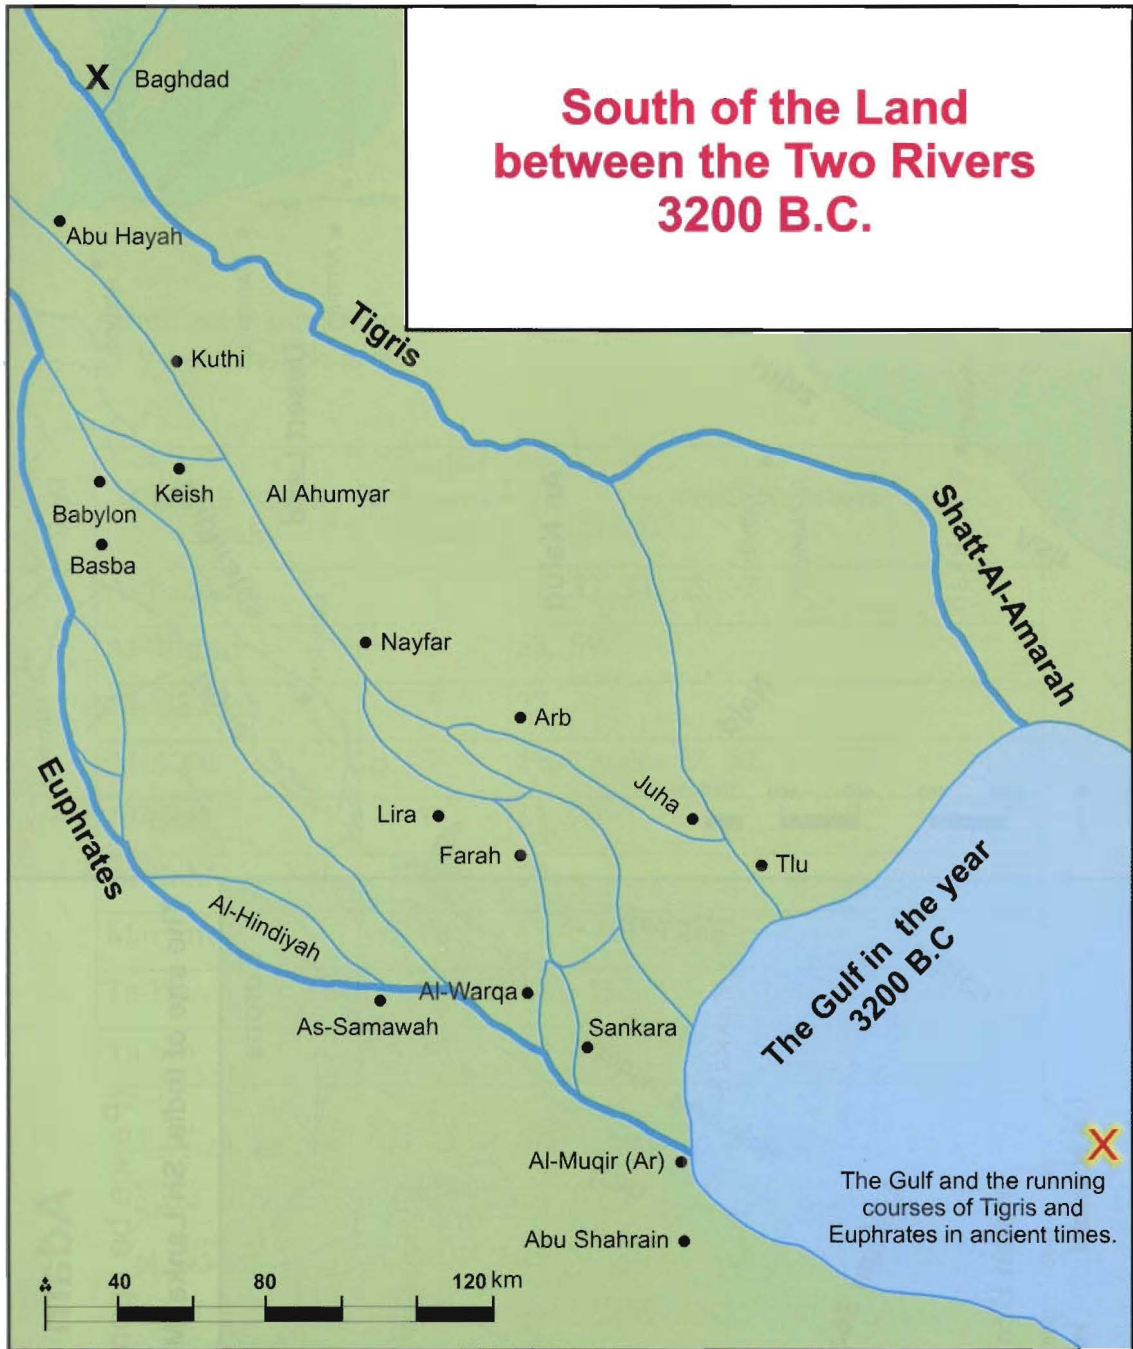 South of the Land
between the Two Rivers
3200 B.C.
X Baghdad
Abu Hayah
Tigris
Kuthi
Keish
Al Ahumyar
Babylon
Basba
Shatt-Al-Amarah
Nayfar
Arb
Euphrates
Juha
Lira
Farah
Tlu
Al-Hindiyah
The Gulf in the year
3200 B.C
Al-Warqa
As-Samawah
Sankara
Al-Muqir (Ar)
X
The Gulf and the running
courses of Tigris and
Euphrates in ancient times.
Abu Shahrain
40 80 120 km